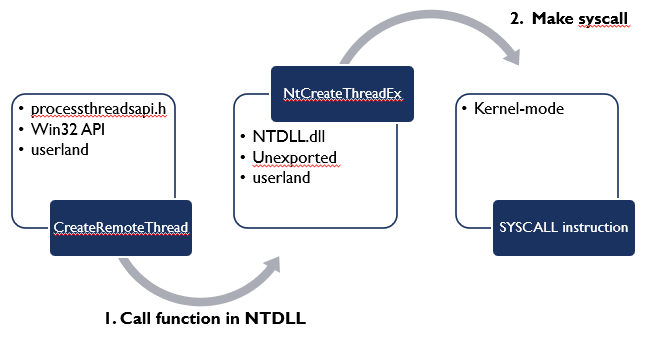 2. Make syscall
NtCreateThreadEx
• processthreadsapi.h
• Win32 API
• userland
• NTDLL.dll
• Unexported
• userland
• Kernel-mode
CreateRemoteThread
SYSCALL instruction
1. Call function in NTDLL